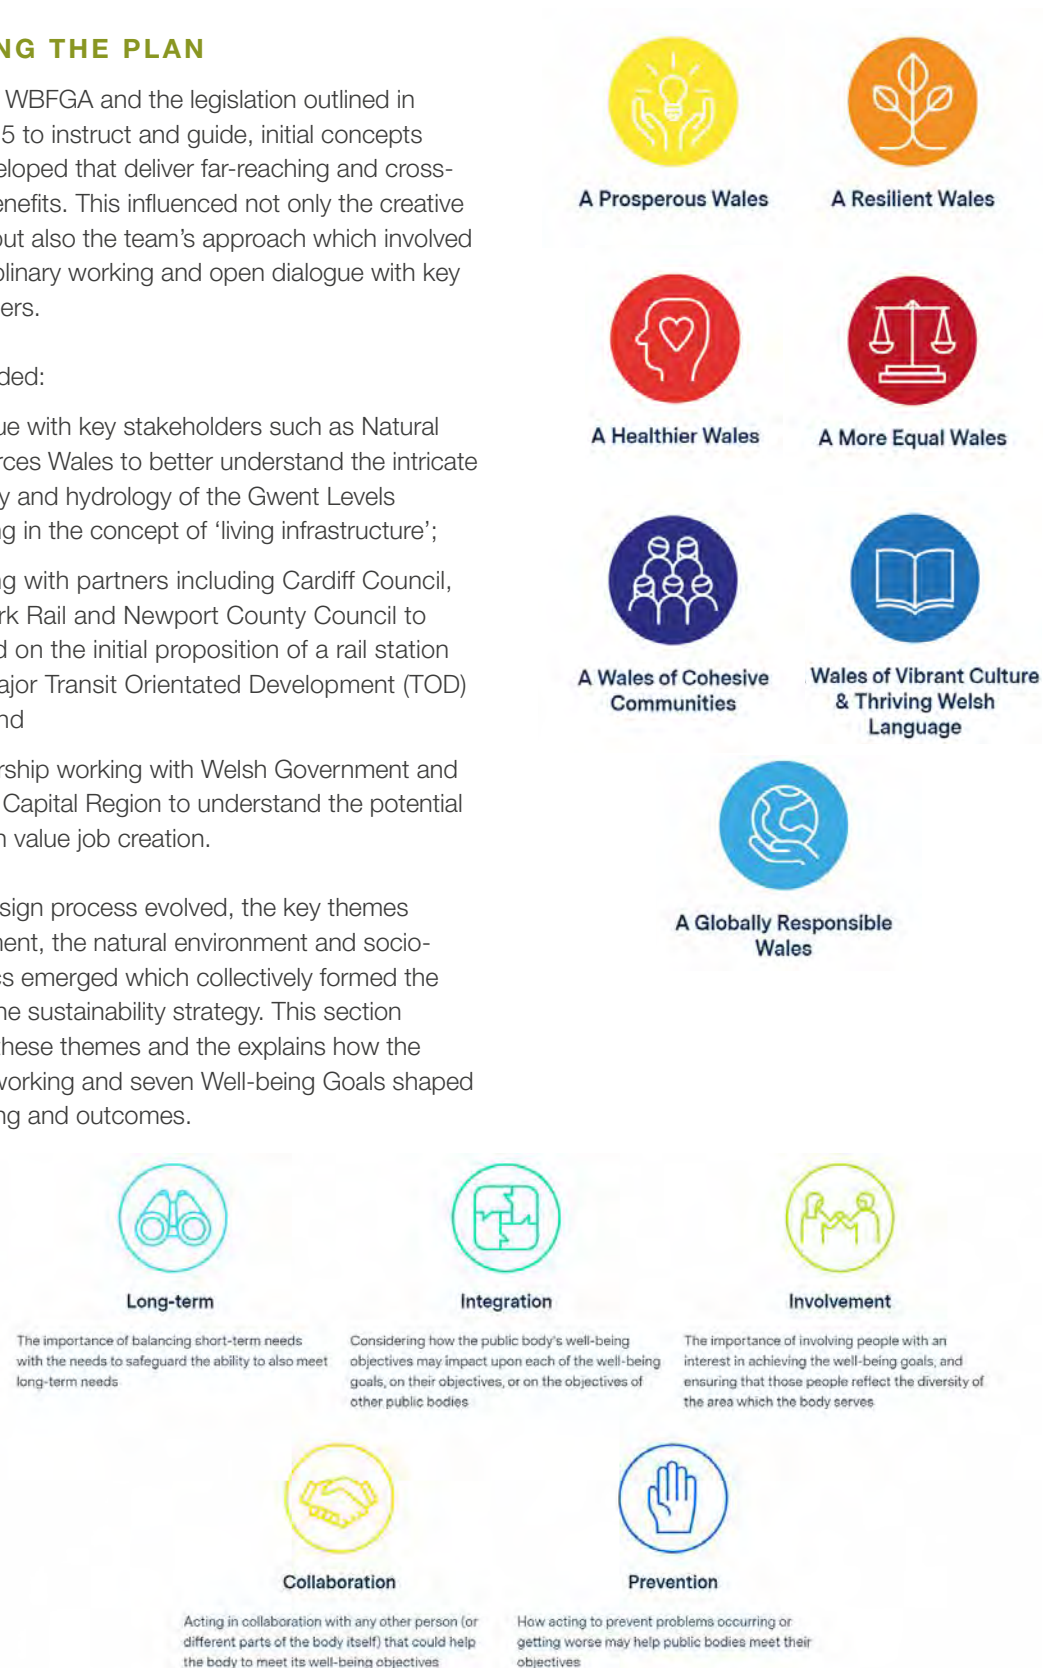 NG THE PLAN
WBFGA and the legislation outlined in
5 to instruct and guide, initial concepts
eloped that deliver far-reaching and cross-
enefits. This influenced not only the creative
out also the team's approach which involved
plinary working and open dialogue with key
ers.
ded:
ue with key stakeholders such as Natural
rces Wales to better understand the intricate
y and hydrology of the Gwent Levels
ng in the concept of 'living infrastructure';
ng with partners including Cardiff Council,
rk Rail and Newport County Council to
d on the initial proposition of a rail station
ajor Transit Orientated Development (TOD)
nd
rship working with Welsh Government and
Capital Region to understand the potential
n value job creation.
sign process evolved, the key themes
ment, the natural environment and socio-
cs emerged which collectively formed the
ne sustainability strategy. This section
these themes and the explains how the
working and seven Well-being Goals shaped
ng and outcomes.
A Prosperous Wales
A Resilient Wales
A Healthier Wales
A More Equal Wales
A Wales of Cohesive
Communities
Wales of Vibrant Culture
& Thriving Welsh
Language
A Globally Responsible
Wales
Long-term
The importance of balancing short-term needs
with the needs to safeguard the ability to also meet
long-term needs
Integration
Considering how the public body's well-being
objectives may impact upon each of the well-being
goals, on their objectives, or on the objectives of
other public bodies
Involvement
The importance of involving people with an
interest in achieving the well-being goals, and
ensuring that those people reflect the diversity of
the area which the body serves
Collaboration
Acting in collaboration with any other person (or
different parts of the body itself) that could help
the body to meet its well-being objectives
Prevention
How acting to prevent problems occurring or
getting worse may help public bodies meet their
objectives